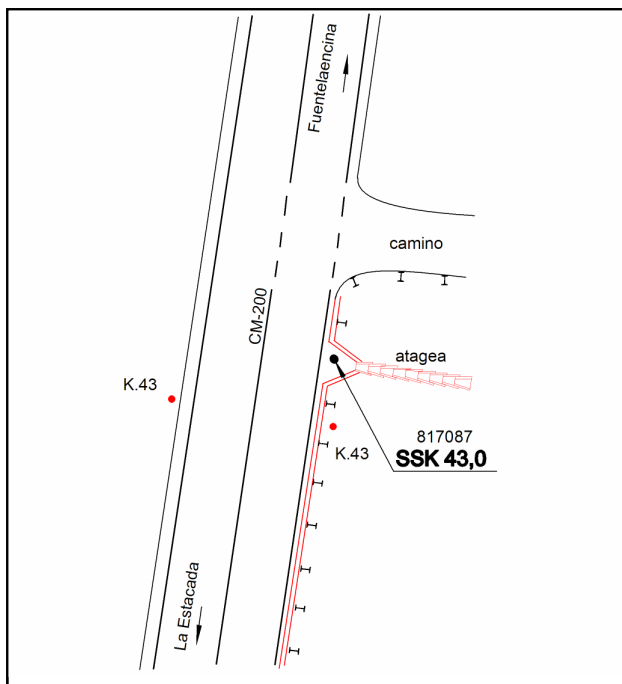 Fuentelaencina
camino
CM-200
atagea
K.43
817087
SSK 43,0
K.43
La Estacada